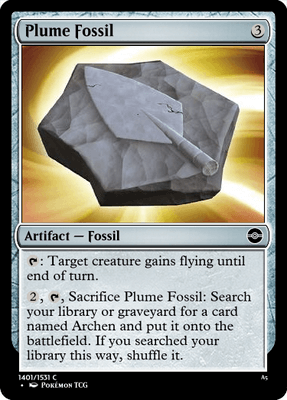 Plume Fossil 3
Artifact — Fossil
: Target creature gains flying until
end of turn.
2, , Sacrifice Plume Fossil: Search
your library or graveyard for a card
named Archen and put it onto the
battlefield. If you searched your
library this way, shuffle it.
1401/1531 C
As
• Pokémon TCG